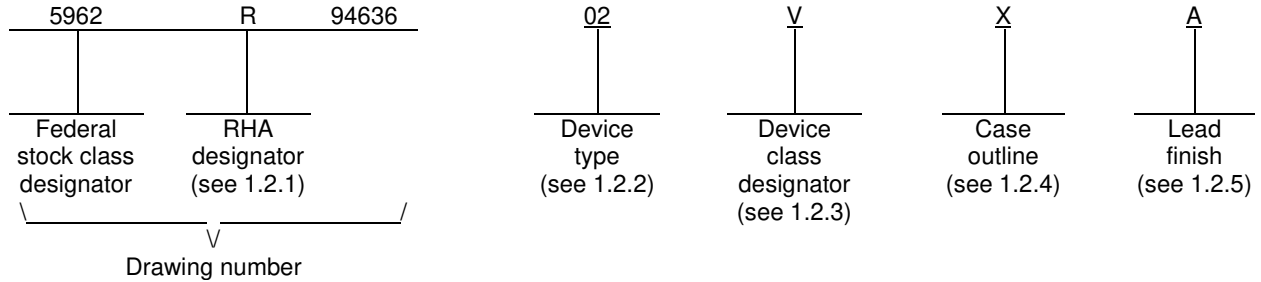 5962 R 94636 02 V X A
Federal stock class designator
RHA designator (see 1.2.1)
Device type (see 1.2.2)
Device class designator (see 1.2.3)
Case outline (see 1.2.4)
Lead finish (see 1.2.5)
Drawing number